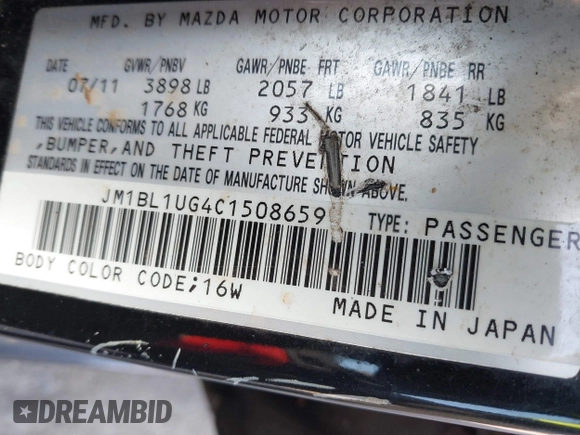 MFD. BY MAZDA MOTOR CORPORATION
DATE GVWR/PNBV GAWR/PNBE FRT GAWR/PNBE RR
07/11 3898 LB 2057 LB 1841 LB
1768 KG 933 KG 835 KG
THIS VEHICLE CONFORMS TO ALL APPLICABLE FEDERAL MOTOR VEHICLE SAFETY
,BUMPER,AND THEFT PREVENTION
STANDARDS IN EFFECT ON THE DATE OF MANUFACTURE SHOWN ABOVE.
JM1BL1UG4C1508659 TYPE: PASSENGER
BODY COLOR CODE;16W MADE IN JAPAN
DREAMBID